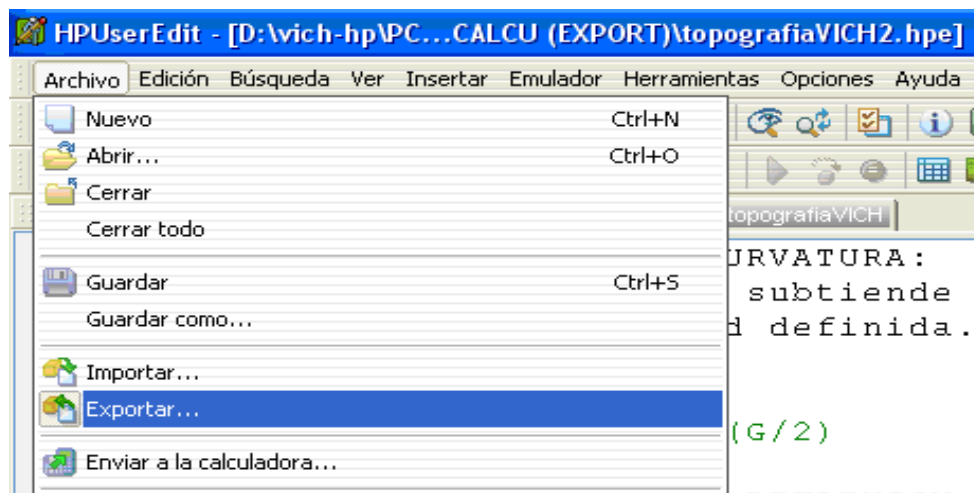 HPUserEdit - [D:\vich-hp\PC...CALCU (EXPORT)\topografiaVICH2.hpe]
Archivo Edición Búsqueda Ver Insertar Emulador Herramientas Opciones Ayuda
Nuevo Ctrl+N
Abrir... Ctrl+O
Cerrar
Cerrar todo
topografiaVICH
URVATURA:
Guardar Ctrl+S
subtiende
Guardar como...
d definida.
Importar...
Exportar...
(G/2)
Enviar a la calculadora...